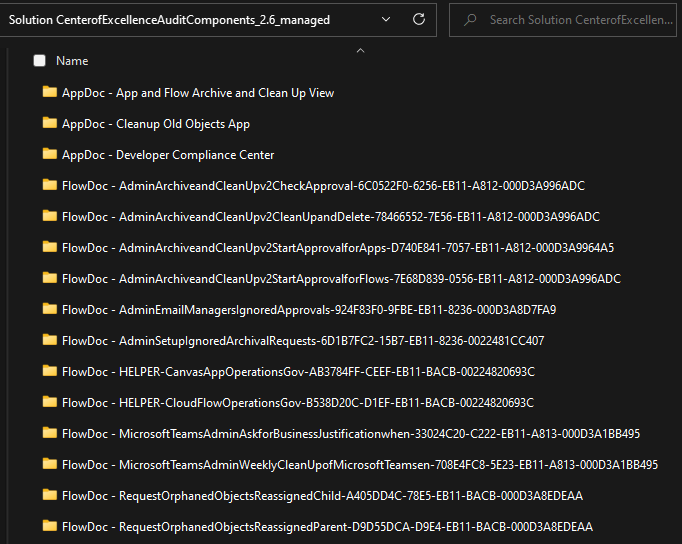 Solution CenterofExcellenceAuditComponents_2.6_managed
Search Solution CenterofExcellen...
Name
AppDoc - App and Flow Archive and Clean Up View
AppDoc - Cleanup Old Objects App
AppDoc - Developer Compliance Center
FlowDoc - AdminArchiveandCleanUpv2CheckApproval-6C0522F0-6256-EB11-A812-000D3A996ADC
FlowDoc - AdminArchiveandCleanUpv2CleanUpandDelete-78466552-7E56-EB11-A812-000D3A996ADC
FlowDoc - AdminArchiveandCleanUpv2StartApprovalforApps-D740E841-7057-EB11-A812-000D3A9964A5
FlowDoc - AdminArchiveandCleanUpv2StartApprovalforFlows-7E68D839-0556-EB11-A812-000D3A996ADC
FlowDoc - AdminEmailManagersIgnoredApprovals-924F83F0-9FBE-EB11-8236-000D3A8D7FA9
FlowDoc - AdminSetupIgnoredArchivalRequests-6D1B7FC2-15B7-EB11-8236-0022481CC407
FlowDoc - HELPER-CanvasAppOperationsGov-AB3784FF-CEEF-EB11-BACB-00224820693C
FlowDoc - HELPER-CloudFlowOperationsGov-B538D20C-D1EF-EB11-BACB-00224820693C
FlowDoc - MicrosoftTeamsAdminAskforBusinessJustificationwhen-33024C20-C222-EB11-A813-000D3A1BB495
FlowDoc - MicrosoftTeamsAdminWeeklyCleanUpofMicrosoftTeamsen-708E4FC8-5E23-EB11-A813-000D3A1BB495
FlowDoc - RequestOrphanedObjectsReassignedChild-A405DD4C-78E5-EB11-BACB-000D3A8EDEAA
FlowDoc - RequestOrphanedObjectsReassignedParent-D9D55DCA-D9E4-EB11-BACB-000D3A8EDEAA